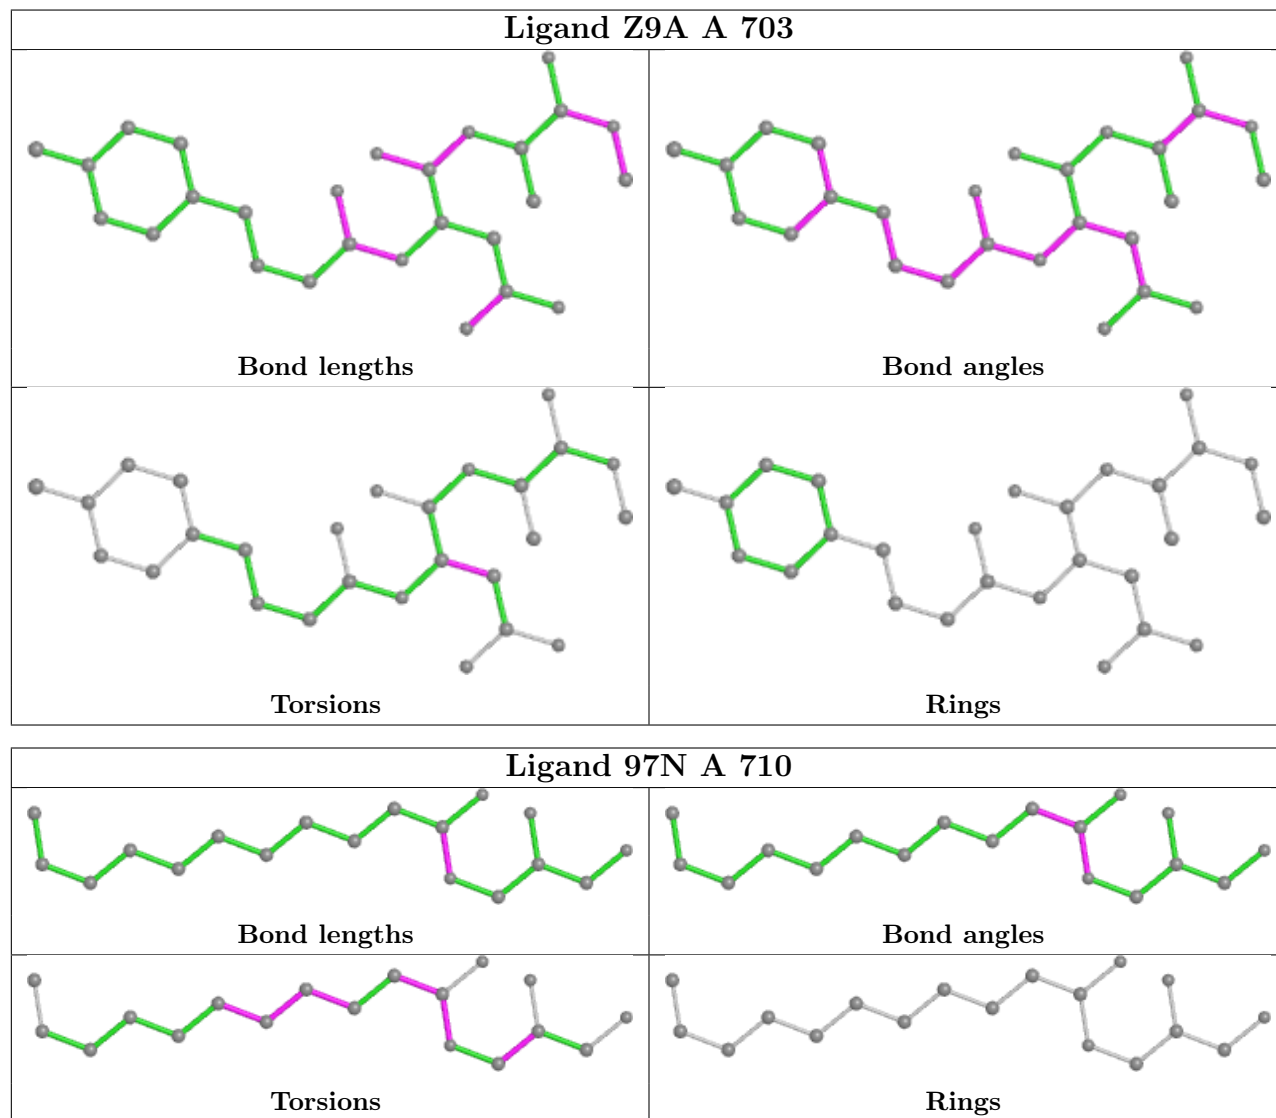 Ligand Z9A A 703
Bond lengths
Bond angles
Torsions
Rings
Ligand 97N A 710
Bond lengths
Bond angles
Torsions
Rings